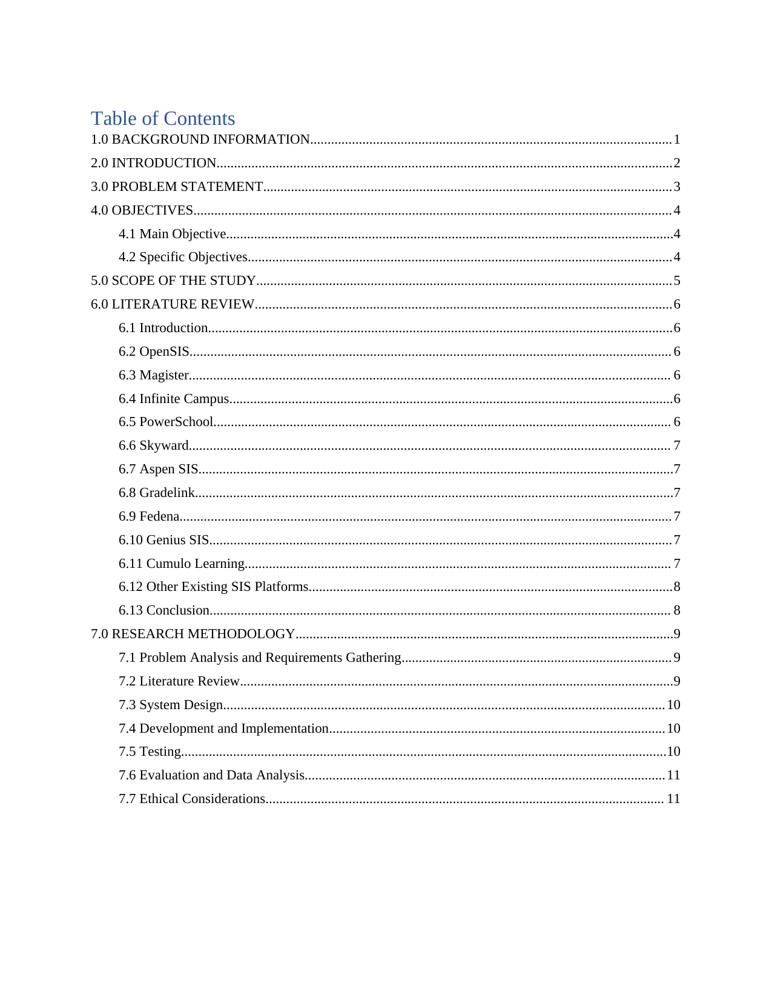 Table of Contents
1.0 BACKGROUND INFORMATION........................................................................................................1
2.0 INTRODUCTION...................................................................................................................................2
3.0 PROBLEM STATEMENT......................................................................................................................3
4.0 OBJECTIVES..........................................................................................................................................4
4.1 Main Objective.................................................................................................................................4
4.2 Specific Objectives...........................................................................................................................4
5.0 SCOPE OF THE STUDY........................................................................................................................5
6.0 LITERATURE REVIEW........................................................................................................................6
6.1 Introduction......................................................................................................................................6
6.2 OpenSIS...........................................................................................................................................6
6.3 Magister........................................................................................................................................... 6
6.4 Infinite Campus................................................................................................................................6
6.5 PowerSchool.................................................................................................................................... 6
6.6 Skyward........................................................................................................................................... 7
6.7 Aspen SIS.........................................................................................................................................7
6.8 Gradelink..........................................................................................................................................7
6.9 Fedena..............................................................................................................................................7
6.10 Genius SIS.....................................................................................................................................7
6.11 Cumulo Learning........................................................................................................................... 7
6.12 Other Existing SIS Platforms.........................................................................................................8
6.13 Conclusion..................................................................................................................................... 8
7.0 RESEARCH METHODOLOGY.............................................................................................................9
7.1 Problem Analysis and Requirements Gathering..............................................................................9
7.2 Literature Review.............................................................................................................................9
7.3 System Design................................................................................................................................10
7.4 Development and Implementation.................................................................................................10
7.5 Testing............................................................................................................................................10
7.6 Evaluation and Data Analysis........................................................................................................11
7.7 Ethical Considerations................................................................................................................... 11